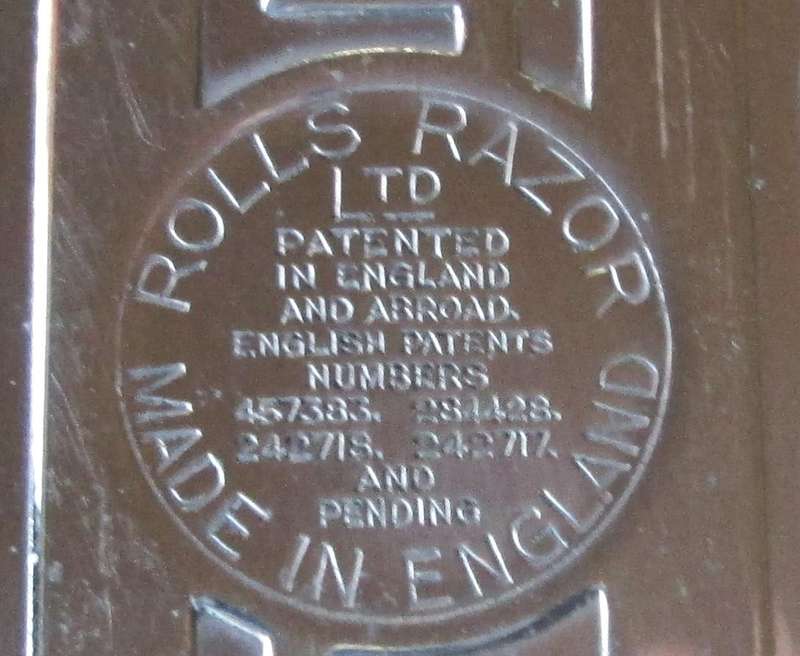 ROLLS RAZOR
LTD
PATENTED
IN ENGLAND
AND ABROAD.
ENGLISH PATENTS
NUMBERS
457383. 284428.
242718. 242717.
AND
PENDING
MADE IN ENGLAND